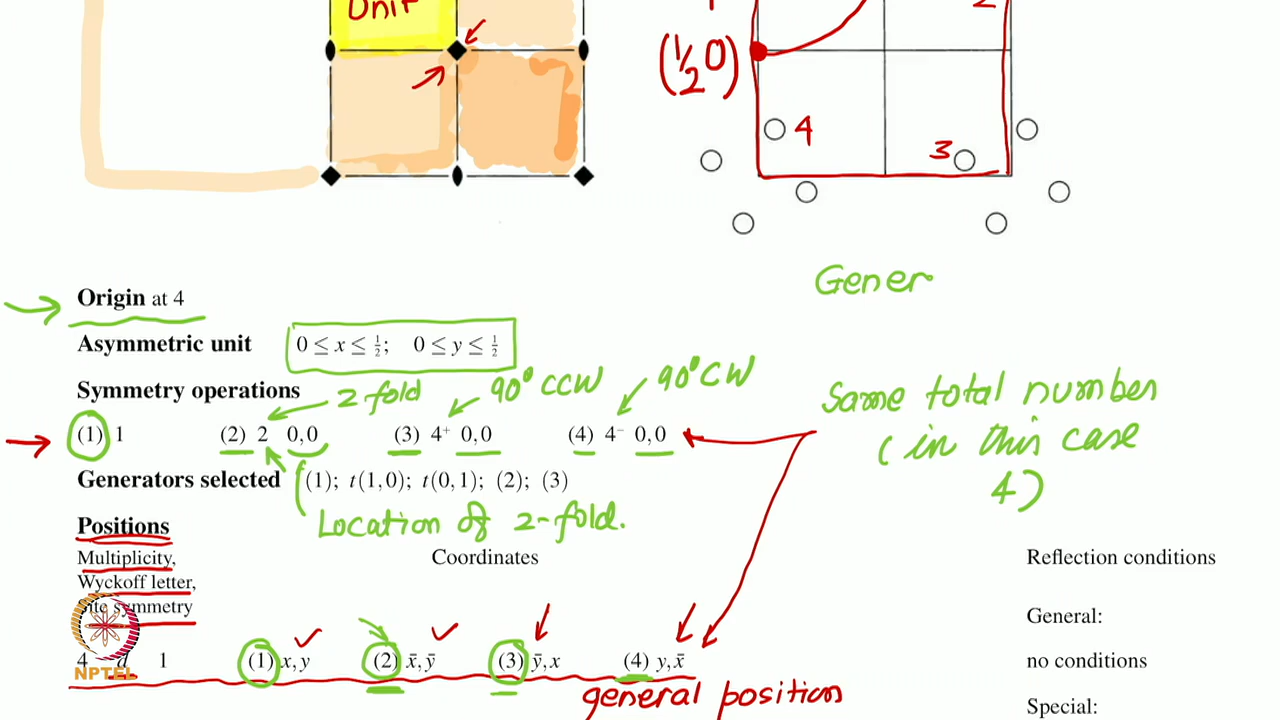 Unit
(½ 0)
4
3
Gener
Origin at 4
Asymmetric unit 0 ≤ x ≤ ½; 0 ≤ y ≤ ½
Symmetry operations
2 fold 90° CCW 90° CW
(1) 1 (2) 2 0,0 (3) 4⁺ 0,0 (4) 4⁻ 0,0
Same total number
(in this case
4)
Generators selected (1); t(1,0); t(0,1); (2); (3)
Location of 2-fold.
Positions
Multiplicity,
Wyckoff letter,
Site symmetry
Coordinates
Reflection conditions
General:
4 d 1 (1) x,y (2) x̄,ȳ (3) ȳ,x (4) y,x̄
no conditions
general position
Special:
NPTEL